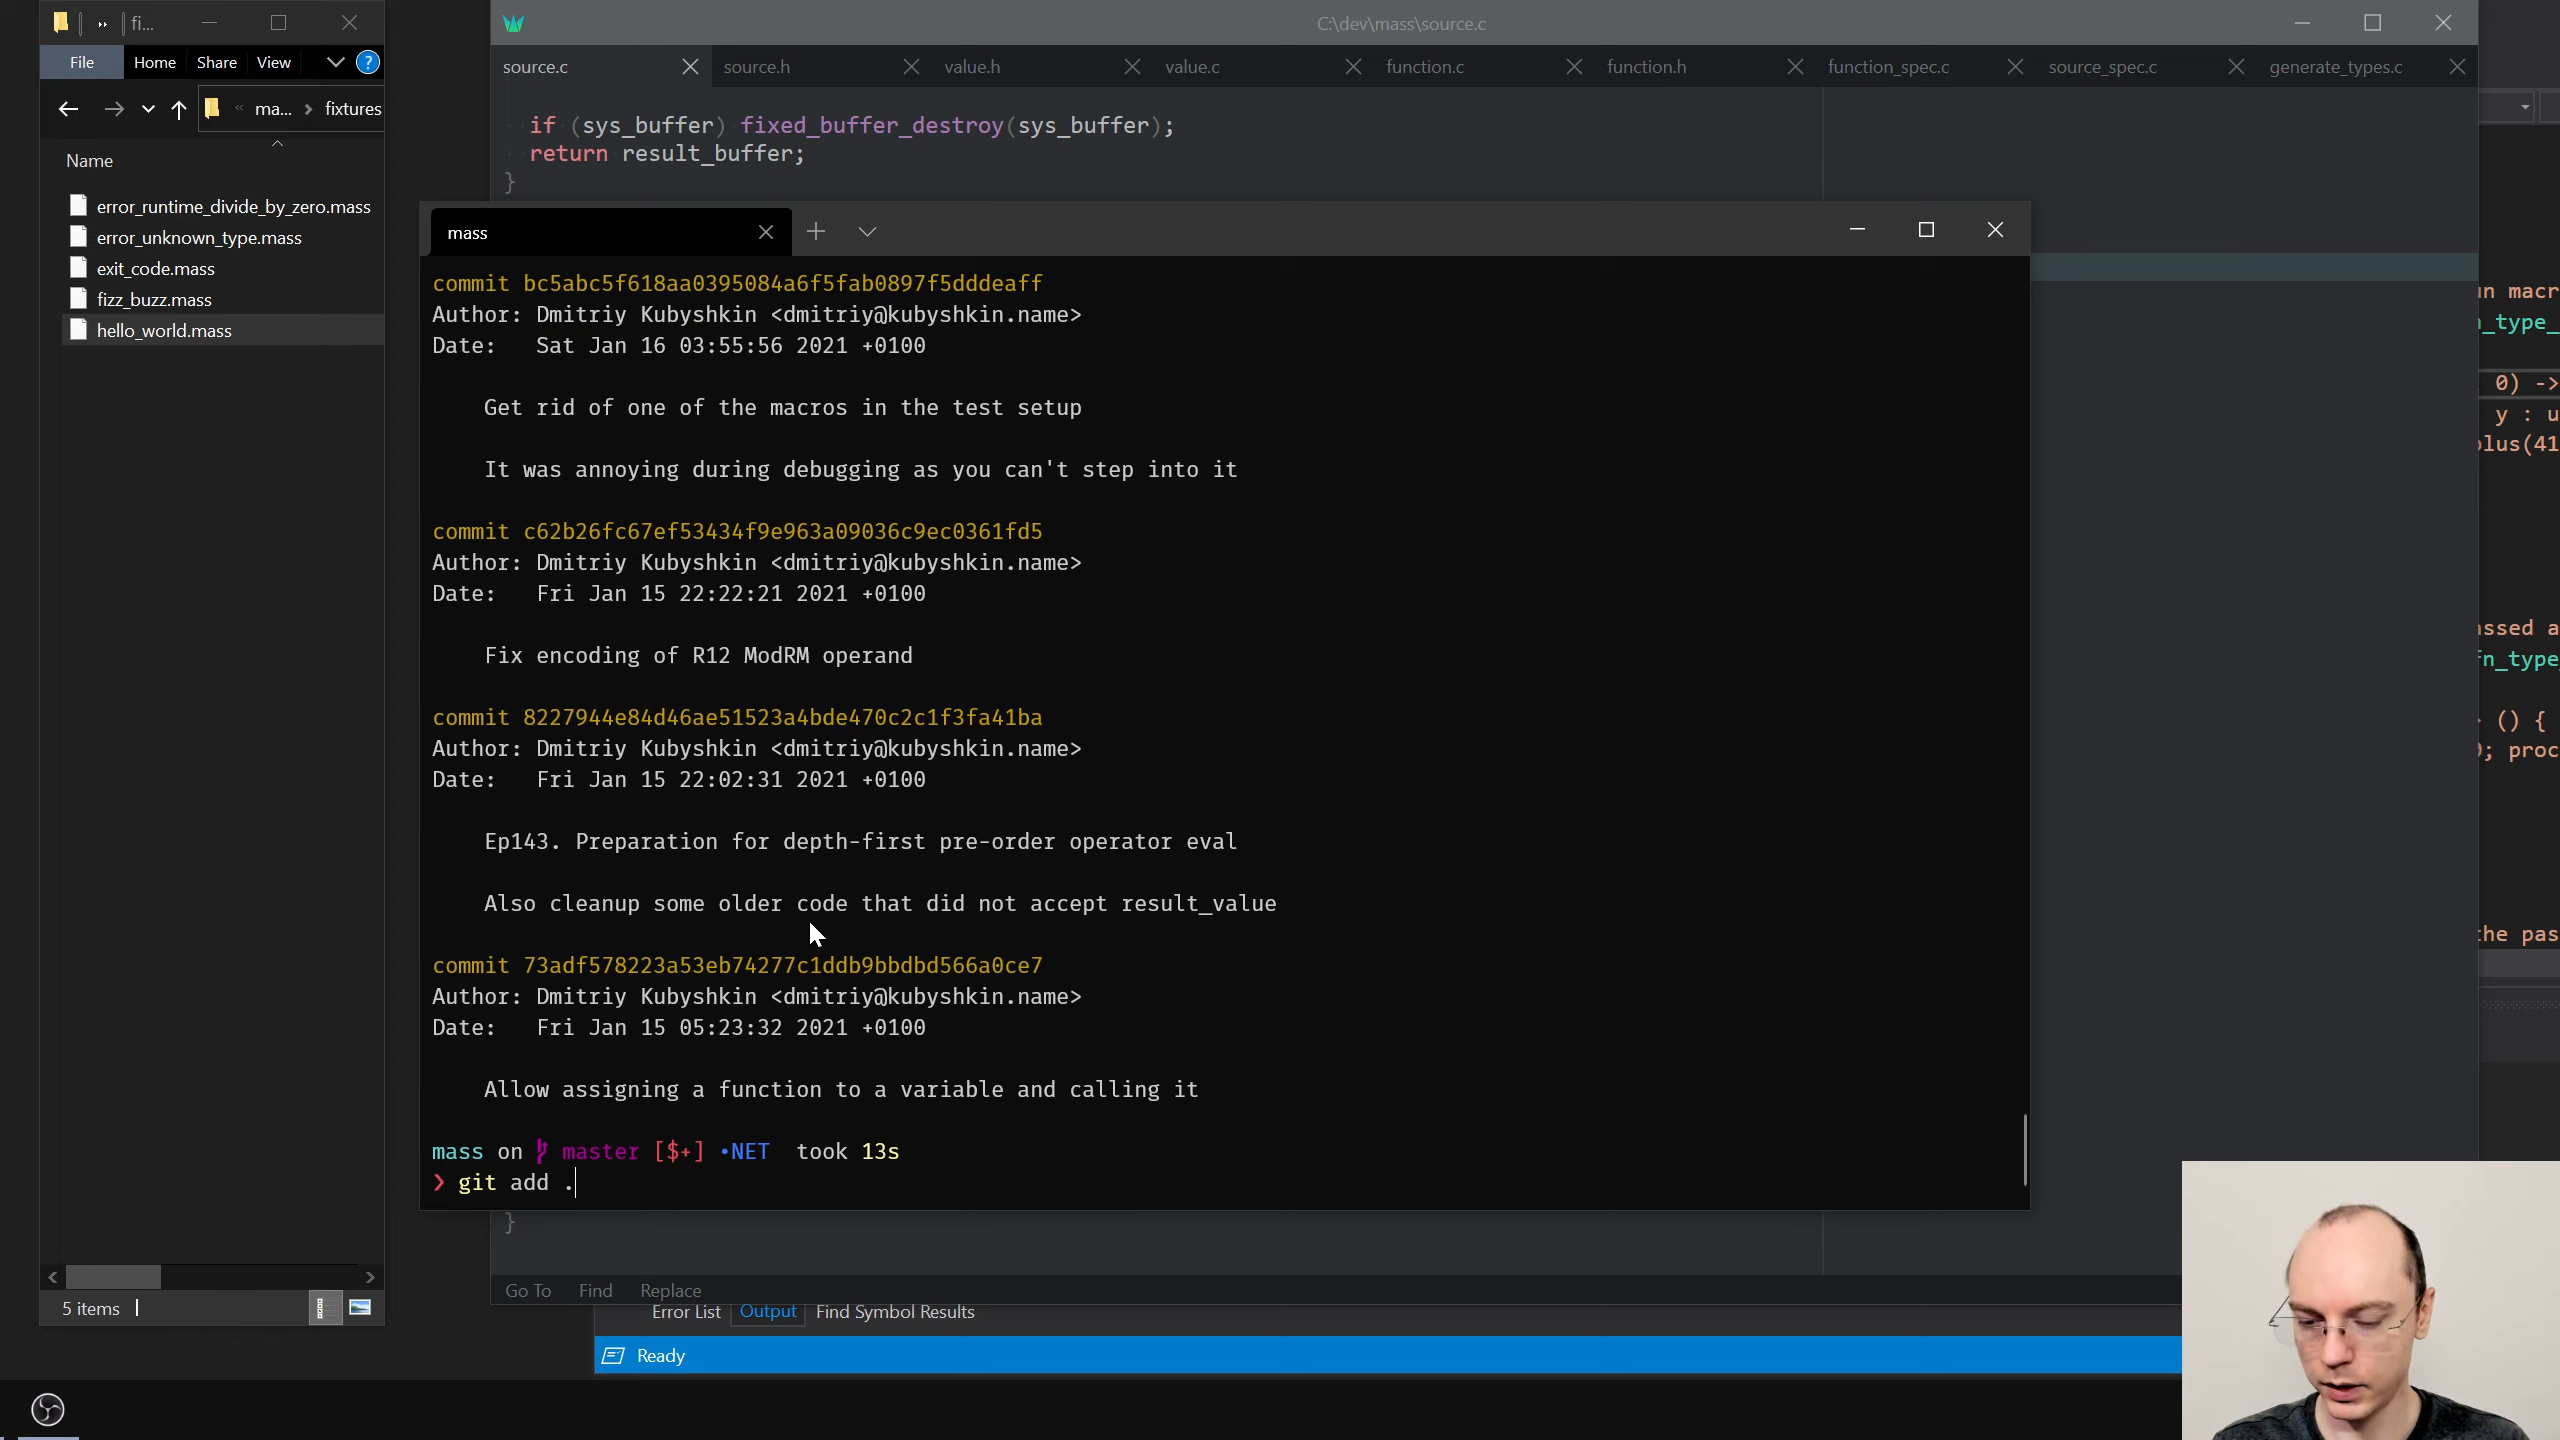 fi...
File Home Share View
ma... fixtures
Name
error_runtime_divide_by_zero.mass
error_unknown_type.mass
exit_code.mass
fizz_buzz.mass
hello_world.mass
5 items
C:\dev\mass\source.c
source.c source.h value.h value.c function.c function.h function_spec.c source_spec.c generate_types.c
if (sys_buffer) fixed_buffer_destroy(sys_buffer);
return result_buffer;
}
mass
commit bc5abc5f618aa0395084a6f5fab0897f5dddeaff
Author: Dmitriy Kubyshkin <dmitriy@kubyshkin.name>
Date:   Sat Jan 16 03:55:56 2021 +0100
Get rid of one of the macros in the test setup
It was annoying during debugging as you can't step into it
commit c62b26fc67ef53434f9e963a09036c9ec0361fd5
Author: Dmitriy Kubyshkin <dmitriy@kubyshkin.name>
Date:   Fri Jan 15 22:22:21 2021 +0100
Fix encoding of R12 ModRM operand
commit 8227944e84d46ae51523a4bde470c2c1f3fa41ba
Author: Dmitriy Kubyshkin <dmitriy@kubyshkin.name>
Date:   Fri Jan 15 22:02:31 2021 +0100
Ep143. Preparation for depth-first pre-order operator eval
Also cleanup some older code that did not accept result_value
commit 73adf578223a53eb74277c1ddb9bbdbd566a0ce7
Author: Dmitriy Kubyshkin <dmitriy@kubyshkin.name>
Date:   Fri Jan 15 05:23:32 2021 +0100
Allow assigning a function to a variable and calling it
mass on master [$+] •NET took 13s
❯ git add .
}
Go To Find Replace
Error List Output Find Symbol Results
Ready
0) ->
y : u
() {